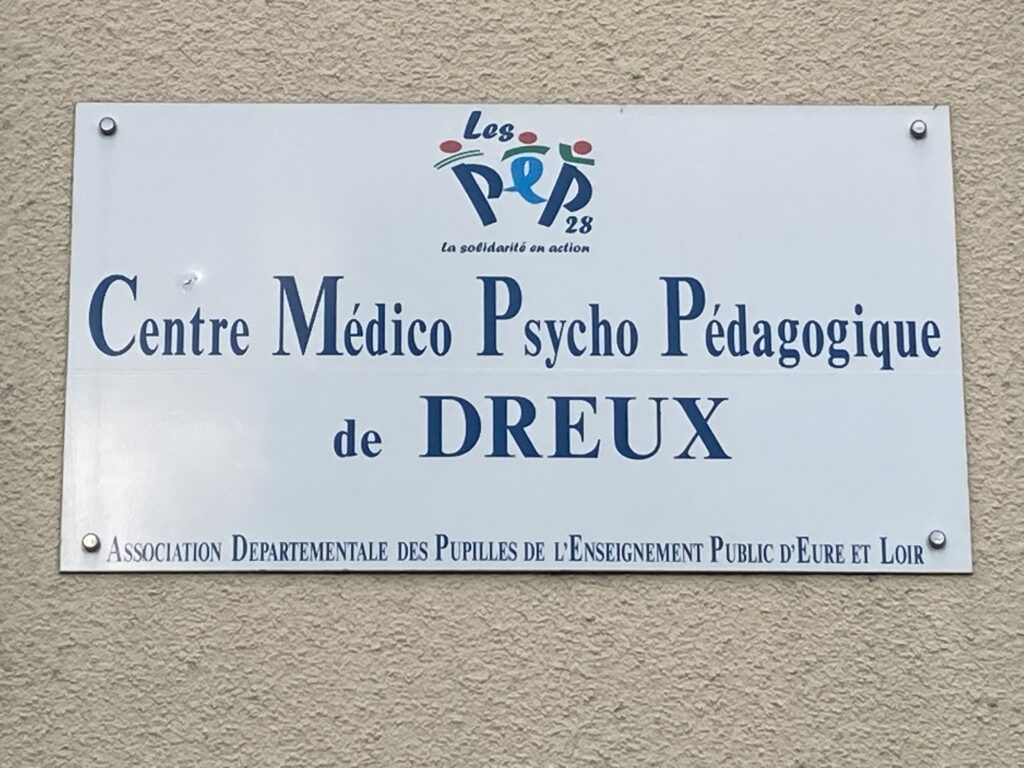 Les
PEP
28
La solidarité en action
Centre Médico Psycho Pédagogique
de DREUX
ASSOCIATION DEPARTEMENTALE DES PUPILLES DE L'ENSEIGNEMENT PUBLIC D'EURE ET LOIR